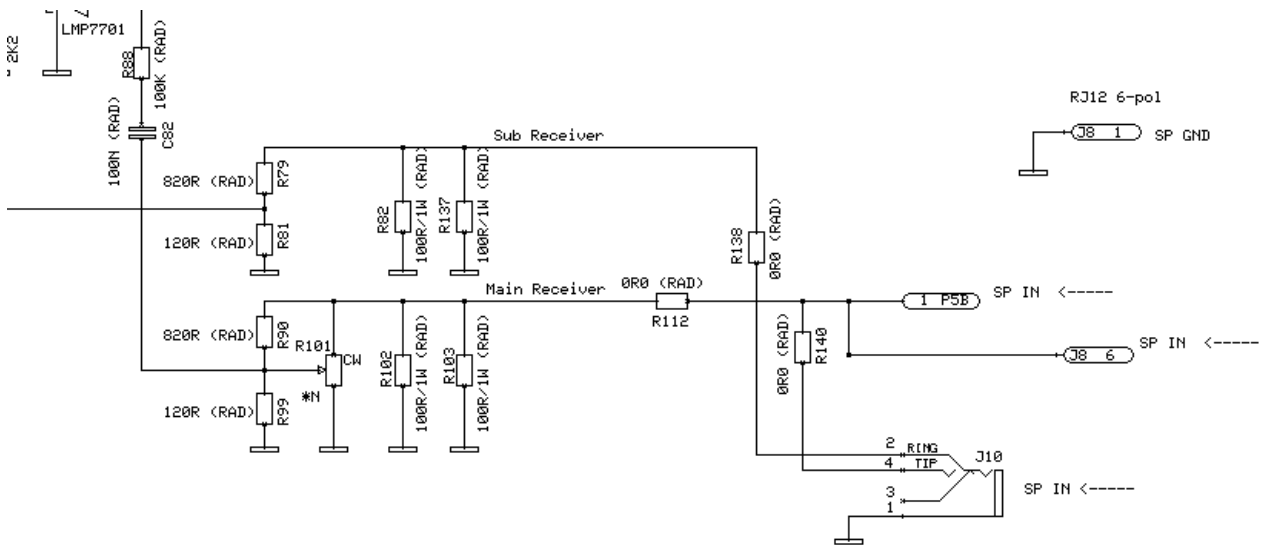 LMP7701
2K2
R88
100K (RAD)
100N (RAD)
C82
RJ12 6-pol
J8 1
SP GND
Sub Receiver
820R (RAD)
R79
R82
100R/1W (RAD)
R137
100R/1W (RAD)
120R (RAD)
R81
R138
0R0 (RAD)
Main Receiver
0R0 (RAD)
R112
1 P5B
SP IN <-----
820R (RAD)
R90
R101
CW
*N
R102
100R/1W (RAD)
R103
100R/1W (RAD)
0R0 (RAD)
R140
J8 6
SP IN <-----
120R (RAD)
R99
2
RING
J10
4
TIP
3
1
SP IN <-----